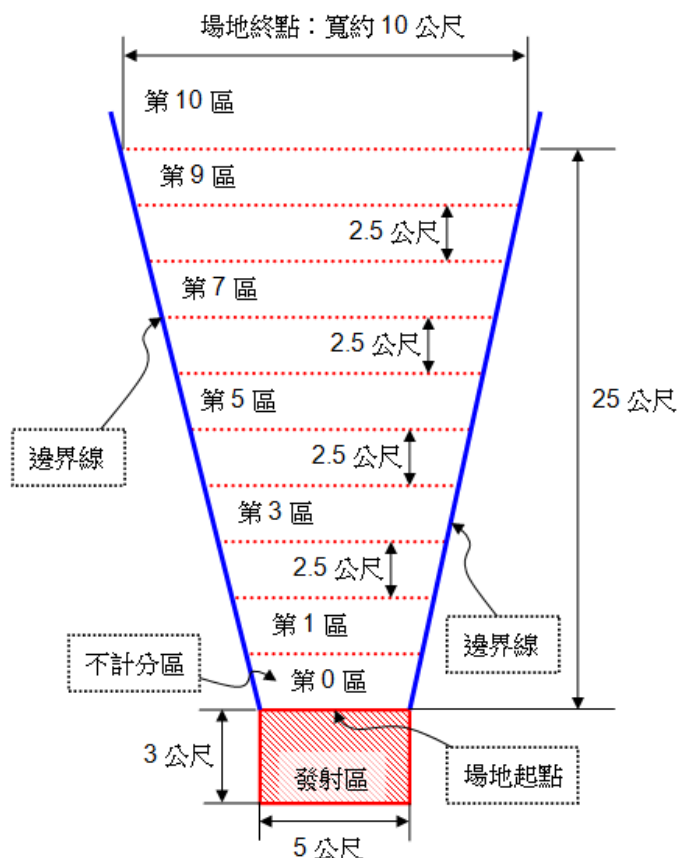 場地終點：寬約 10 公尺
第 10 區
第 9 區
2.5 公尺
第 7 區
2.5 公尺
第 5 區
25 公尺
邊界線
2.5 公尺
第 3 區
2.5 公尺
第 1 區
邊界線
不計分區
第 0 區
3 公尺
發射區
場地起點
5 公尺